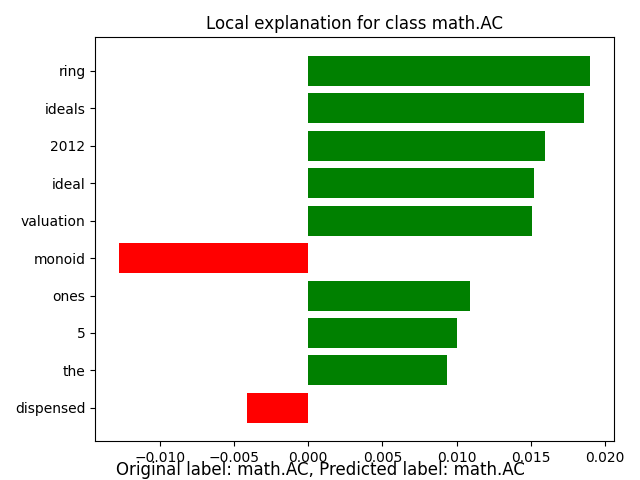 Local explanation for class math.AC
ring
ideals
2012
ideal
valuation
monoid
ones
5
the
dispensed
−0.010 −0.005 0.000 0.005 0.010 0.015 0.020
Original label: math.AC, Predicted label: math.AC